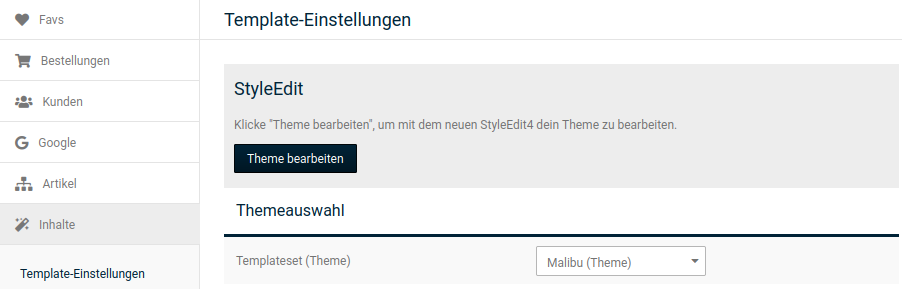 Favs
Bestellungen
Kunden
Google
Artikel
Inhalte
Template-Einstellungen
Template-Einstellungen
StyleEdit
Klicke "Theme bearbeiten", um mit dem neuen StyleEdit4 dein Theme zu bearbeiten.
Theme bearbeiten
Themeauswahl
Templateset (Theme) Malibu (Theme)